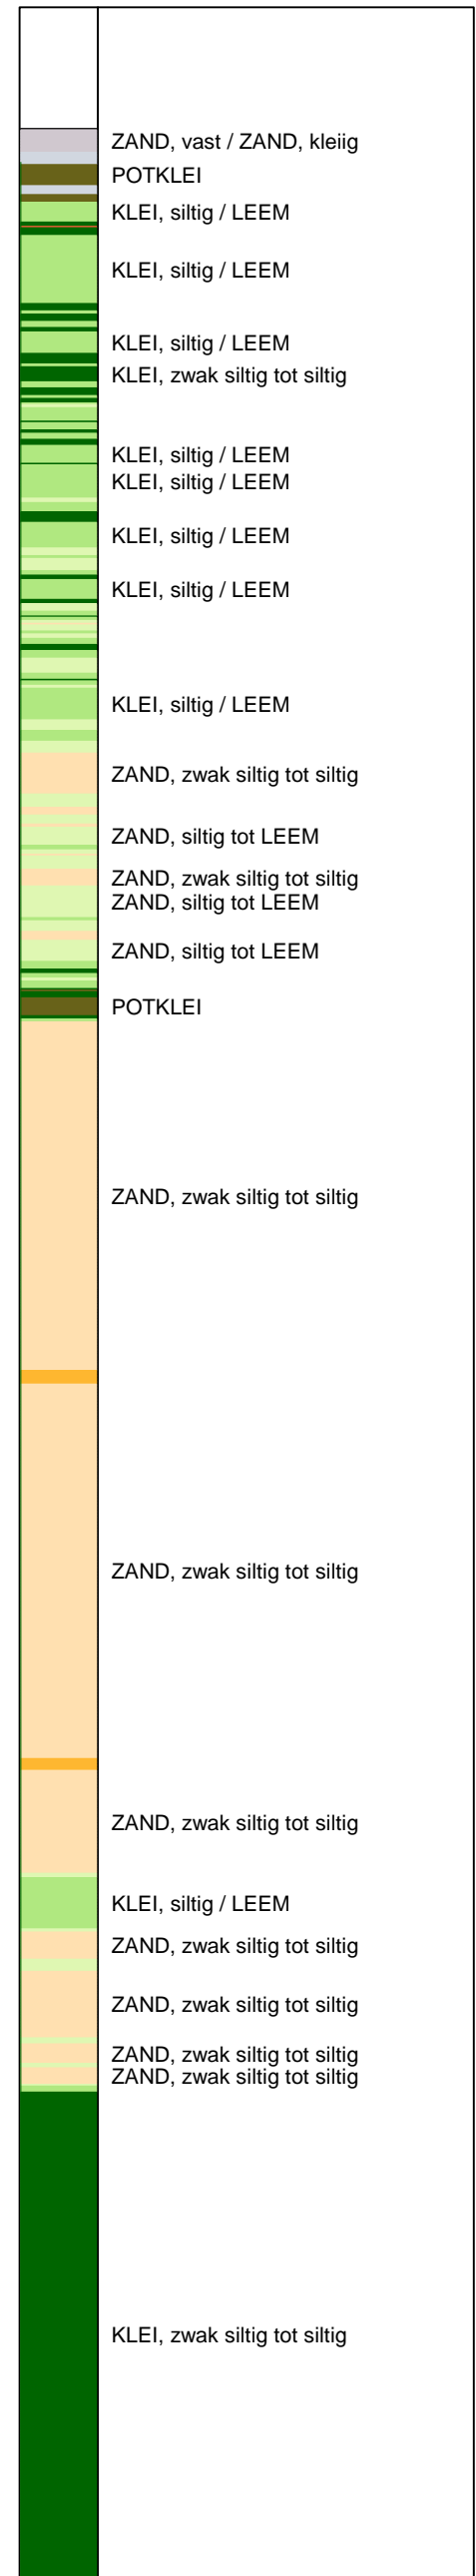 ZAND, vast / ZAND, kleiig
POTKLEI
KLEI, siltig / LEEM
KLEI, siltig / LEEM
KLEI, siltig / LEEM
KLEI, zwak siltig tot siltig
KLEI, siltig / LEEM
KLEI, siltig / LEEM
KLEI, siltig / LEEM
KLEI, siltig / LEEM
KLEI, siltig / LEEM
ZAND, zwak siltig tot siltig
ZAND, siltig tot LEEM
ZAND, zwak siltig tot siltig
ZAND, siltig tot LEEM
ZAND, siltig tot LEEM
POTKLEI
ZAND, zwak siltig tot siltig
ZAND, zwak siltig tot siltig
ZAND, zwak siltig tot siltig
KLEI, siltig / LEEM
ZAND, zwak siltig tot siltig
ZAND, zwak siltig tot siltig
ZAND, zwak siltig tot siltig
ZAND, zwak siltig tot siltig
KLEI, zwak siltig tot siltig